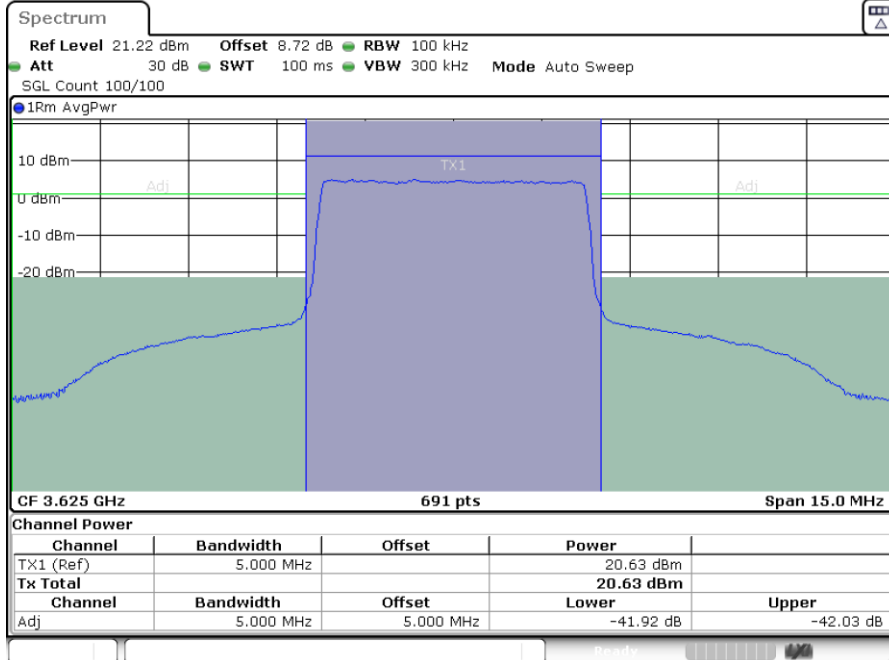 Spectrum
Ref Level 21.22 dBm Offset 8.72 dB RBW 100 kHz
Att 30 dB SWT 100 ms VBW 300 kHz Mode Auto Sweep
SGL Count 100/100
1Rm AvgPwr
10 dBm
TX1
Adj Adj
0 dBm
-10 dBm
-20 dBm
CF 3.625 GHz 691 pts Span 15.0 MHz
Channel Power
Channel Bandwidth Offset Power
TX1 (Ref) 5.000 MHz 20.63 dBm
Tx Total 20.63 dBm
Channel Bandwidth Offset Lower Upper
Adj 5.000 MHz 5.000 MHz -41.92 dB -42.03 dB
Ready